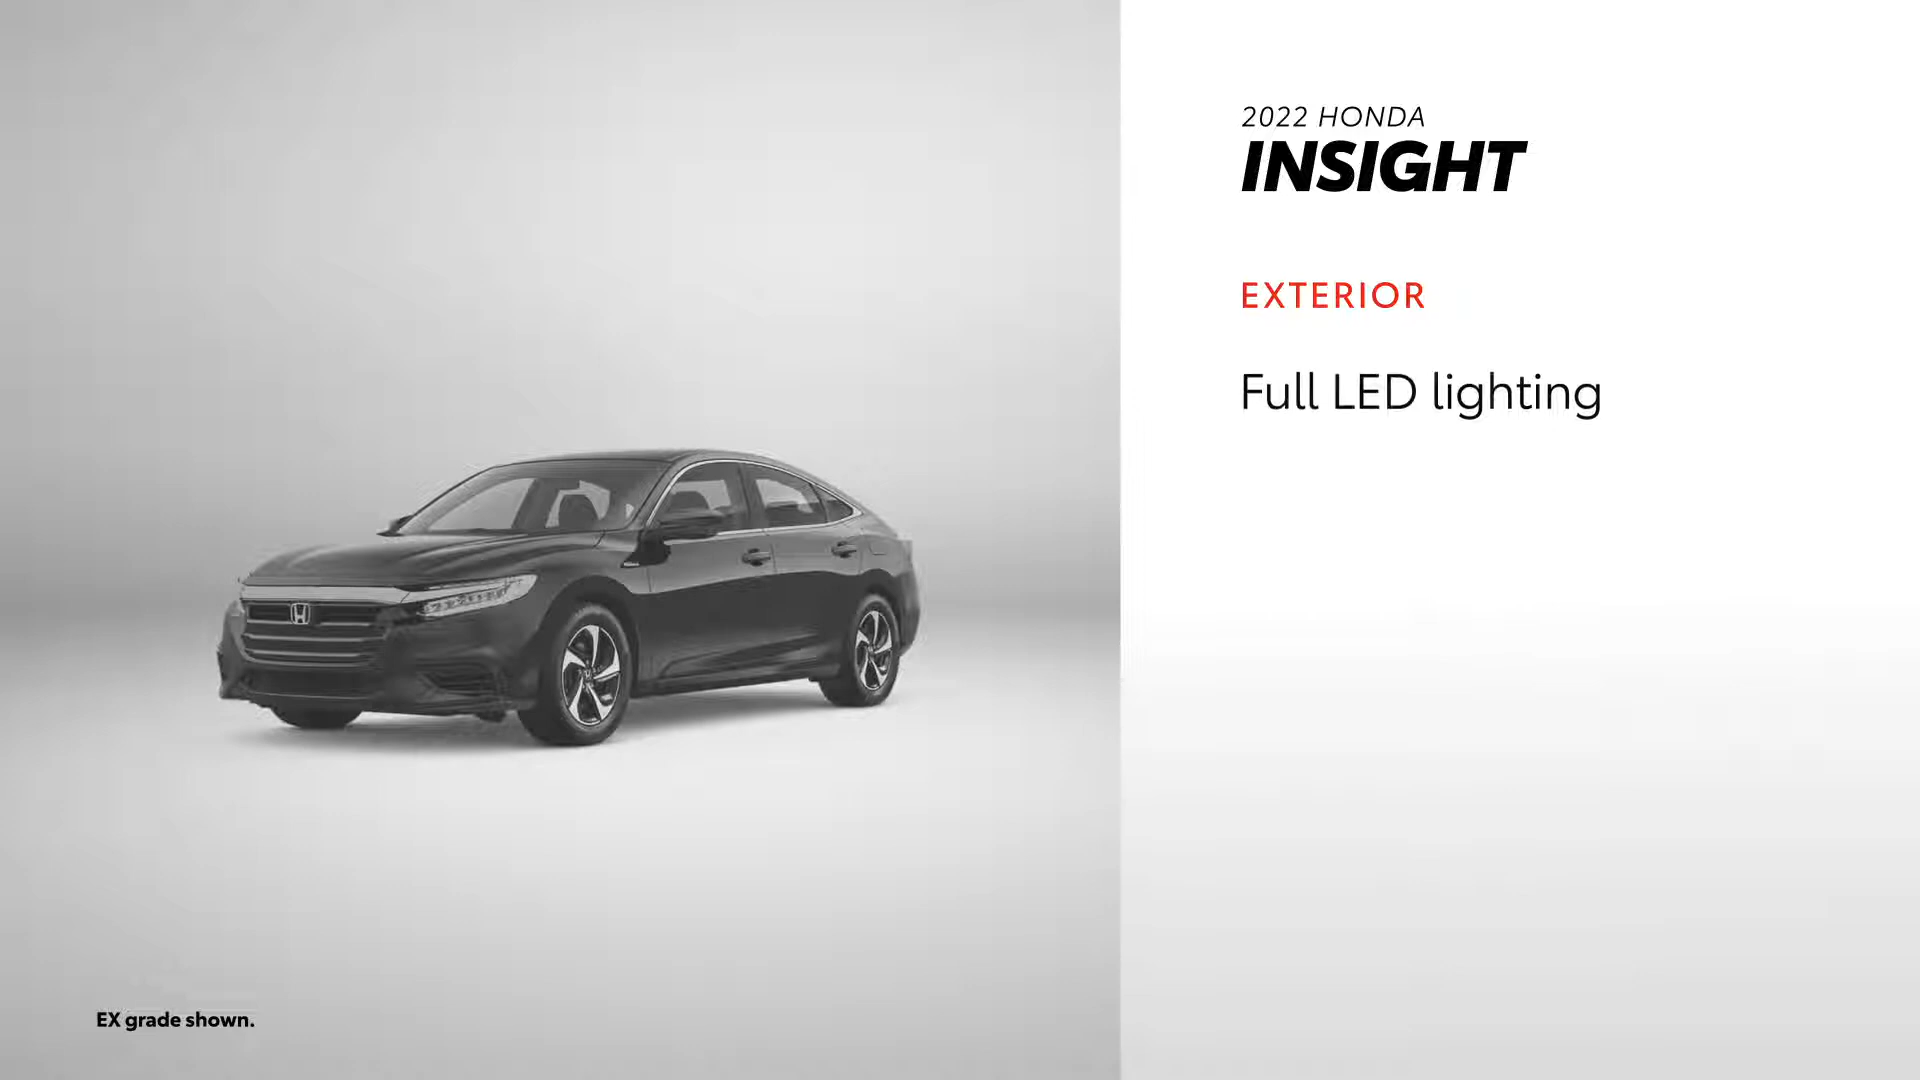 2022 HONDA
INSIGHT
EXTERIOR
Full LED lighting
EX grade shown.